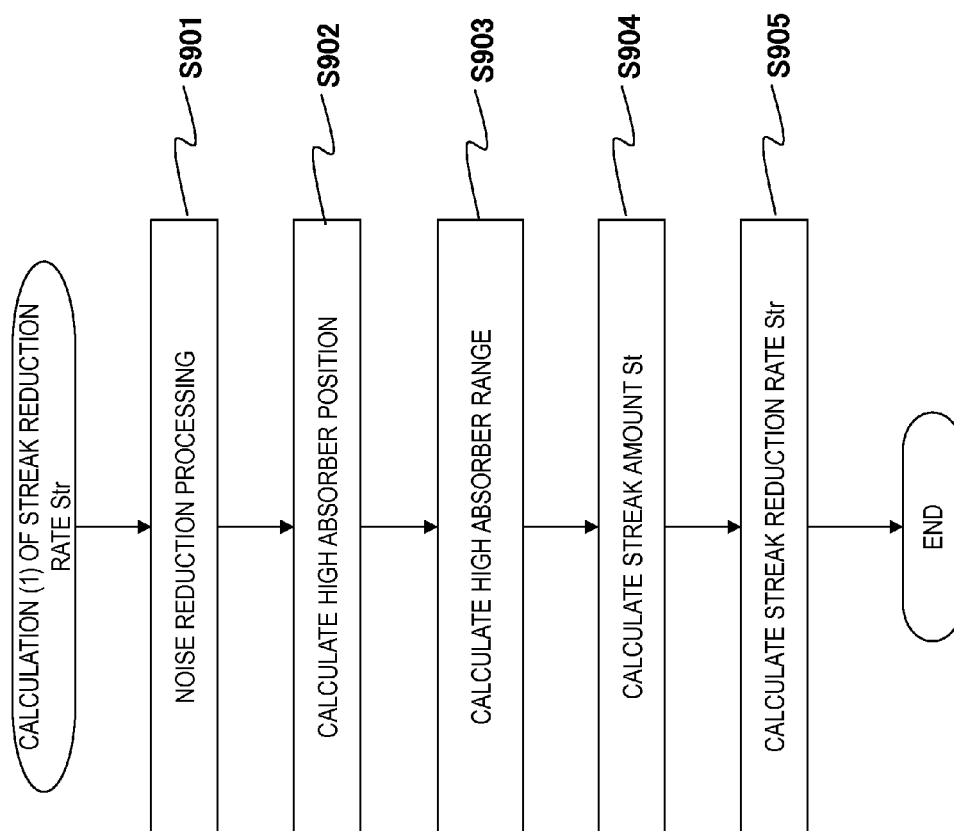 CALCULATION (1) OF STREAK REDUCTION
RATE Str
NOISE REDUCTION PROCESSING
S901
CALCULATE HIGH ABSORBER POSITION
S902
CALCULATE HIGH ABSORBER RANGE
S903
CALCULATE STREAK AMOUNT St
S904
CALCULATE STREAK REDUCTION RATE Str
S905
END